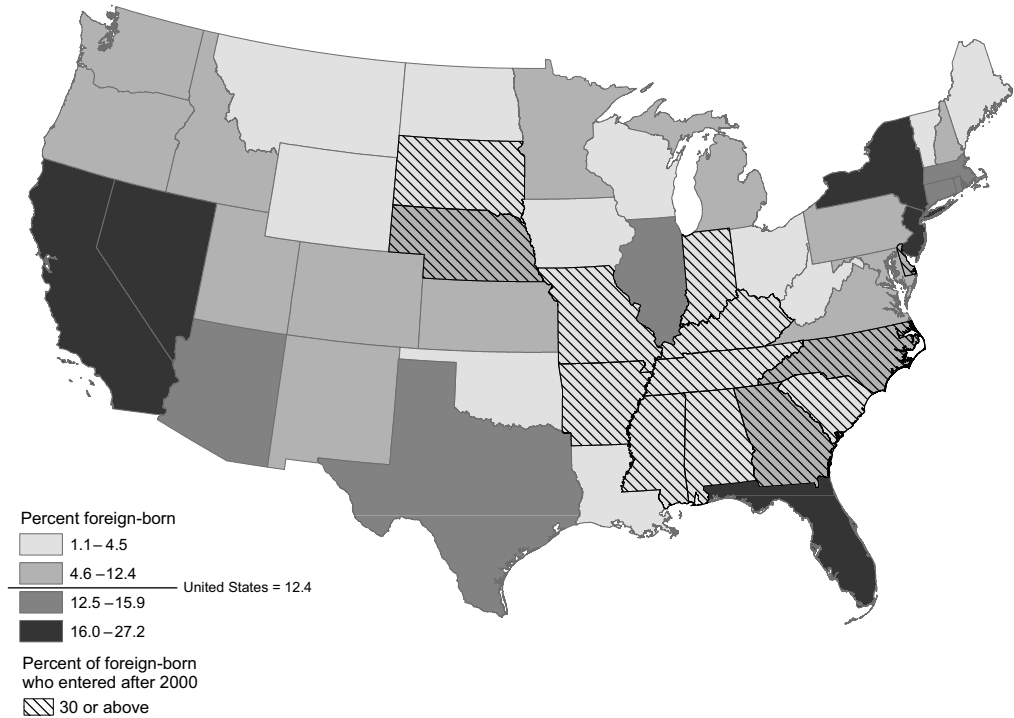 Percent foreign-born
1.1–4.5
4.6–12.4
United States = 12.4
12.5–15.9
16.0–27.2
Percent of foreign-born
who entered after 2000
30 or above